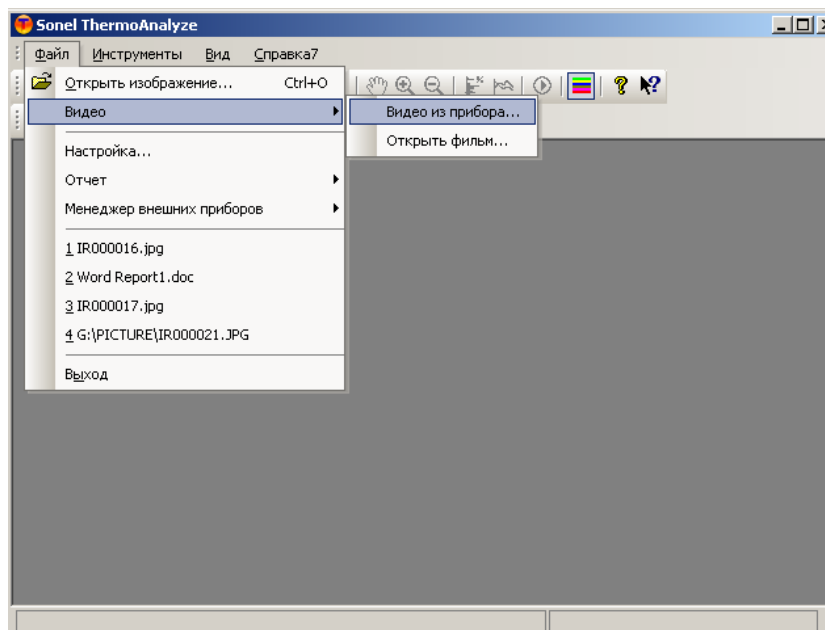 Sonel ThermoAnalyze
Файл Инструменты Вид Справка7
Открыть изображение... Ctrl+O
Видео
Видео из прибора...
Открыть фильм...
Настройка...
Отчет
Менеджер внешних приборов
1 IR000016.jpg
2 Word Report1.doc
3 IR000017.jpg
4 G:\PICTURE\IR000021.JPG
Выход